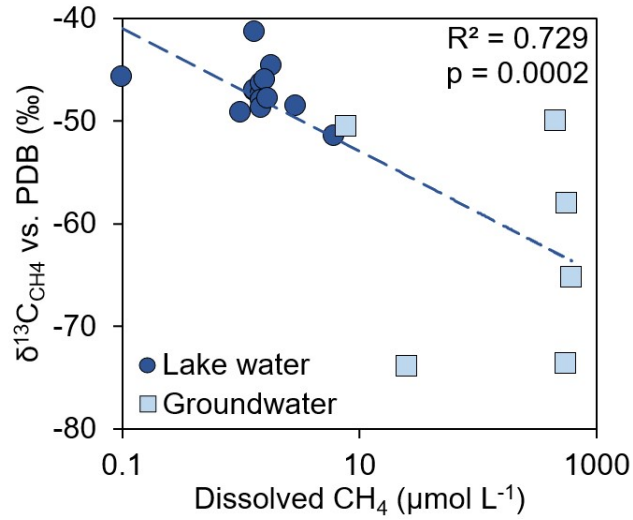 -40
-50
-60
-70
-80
δ¹³C_CH4 vs. PDB (‰)
R² = 0.729
p = 0.0002
Lake water
Groundwater
0.1
10
1000
Dissolved CH₄ (µmol L⁻¹)